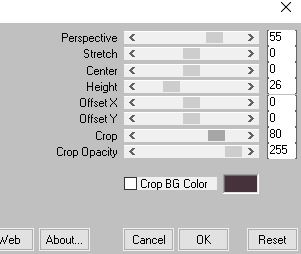 Perspective 55
Stretch 0
Center 0
Height 26
Offset X 0
Offset Y 0
Crop 80
Crop Opacity 255
Crop BG Color
Web About... Cancel OK Reset